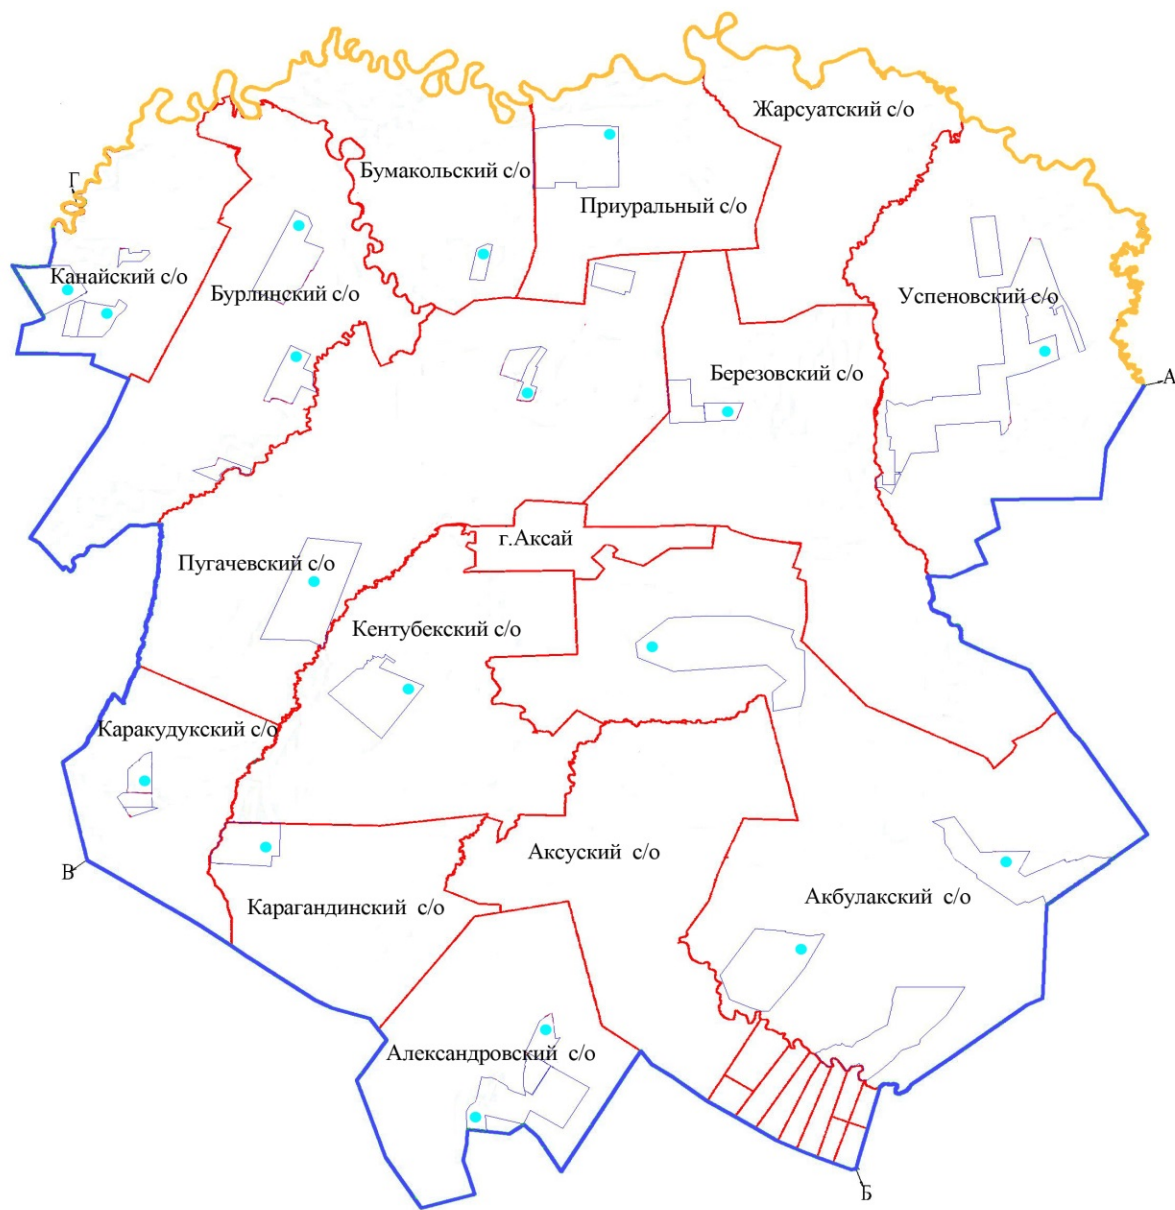 Жарсуатский с/о
Бумакольский с/о
Г
Приуральный с/о
Канайский с/о
Бурлинский с/о
Успеновский с/о
Березовский с/о
А
г.Аксай
Пугачевский с/о
Кентубекский с/о
Каракудукский с/о
Аксуский с/о
В
Акбулакский с/о
Карагандинский с/о
Александровский с/о
Б